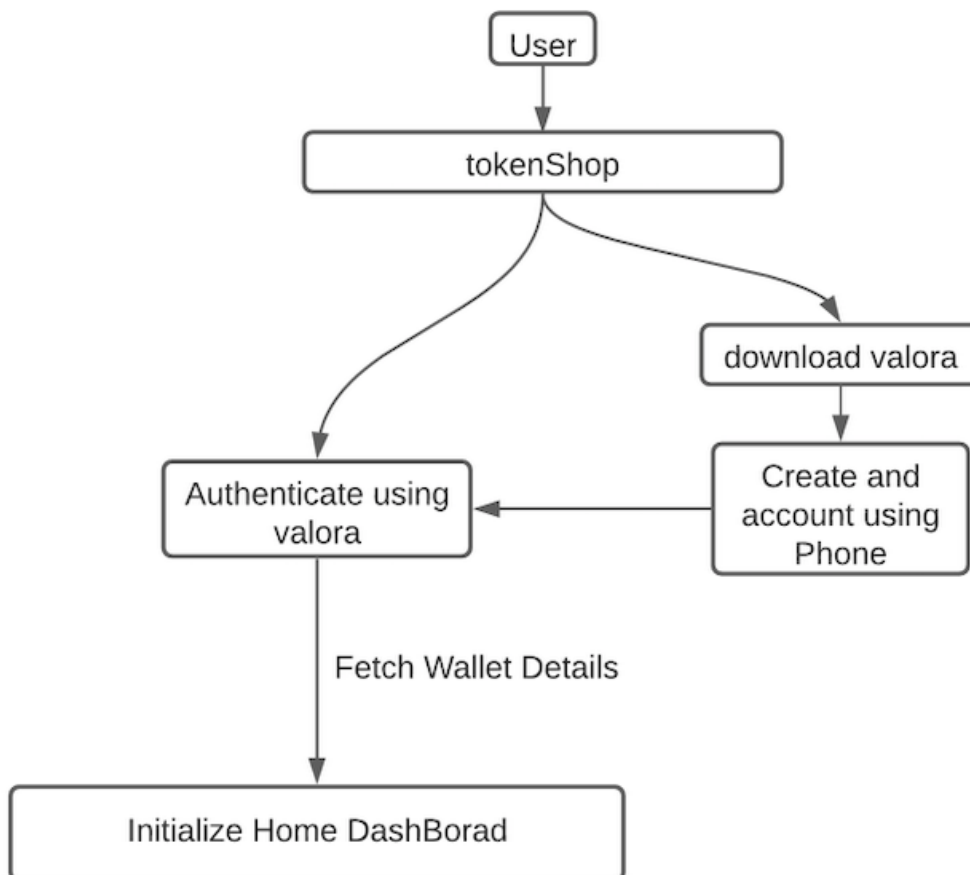 User
tokenShop
download valora
Authenticate using
valora
Create and
account using
Phone
Fetch Wallet Details
Initialize Home DashBorad